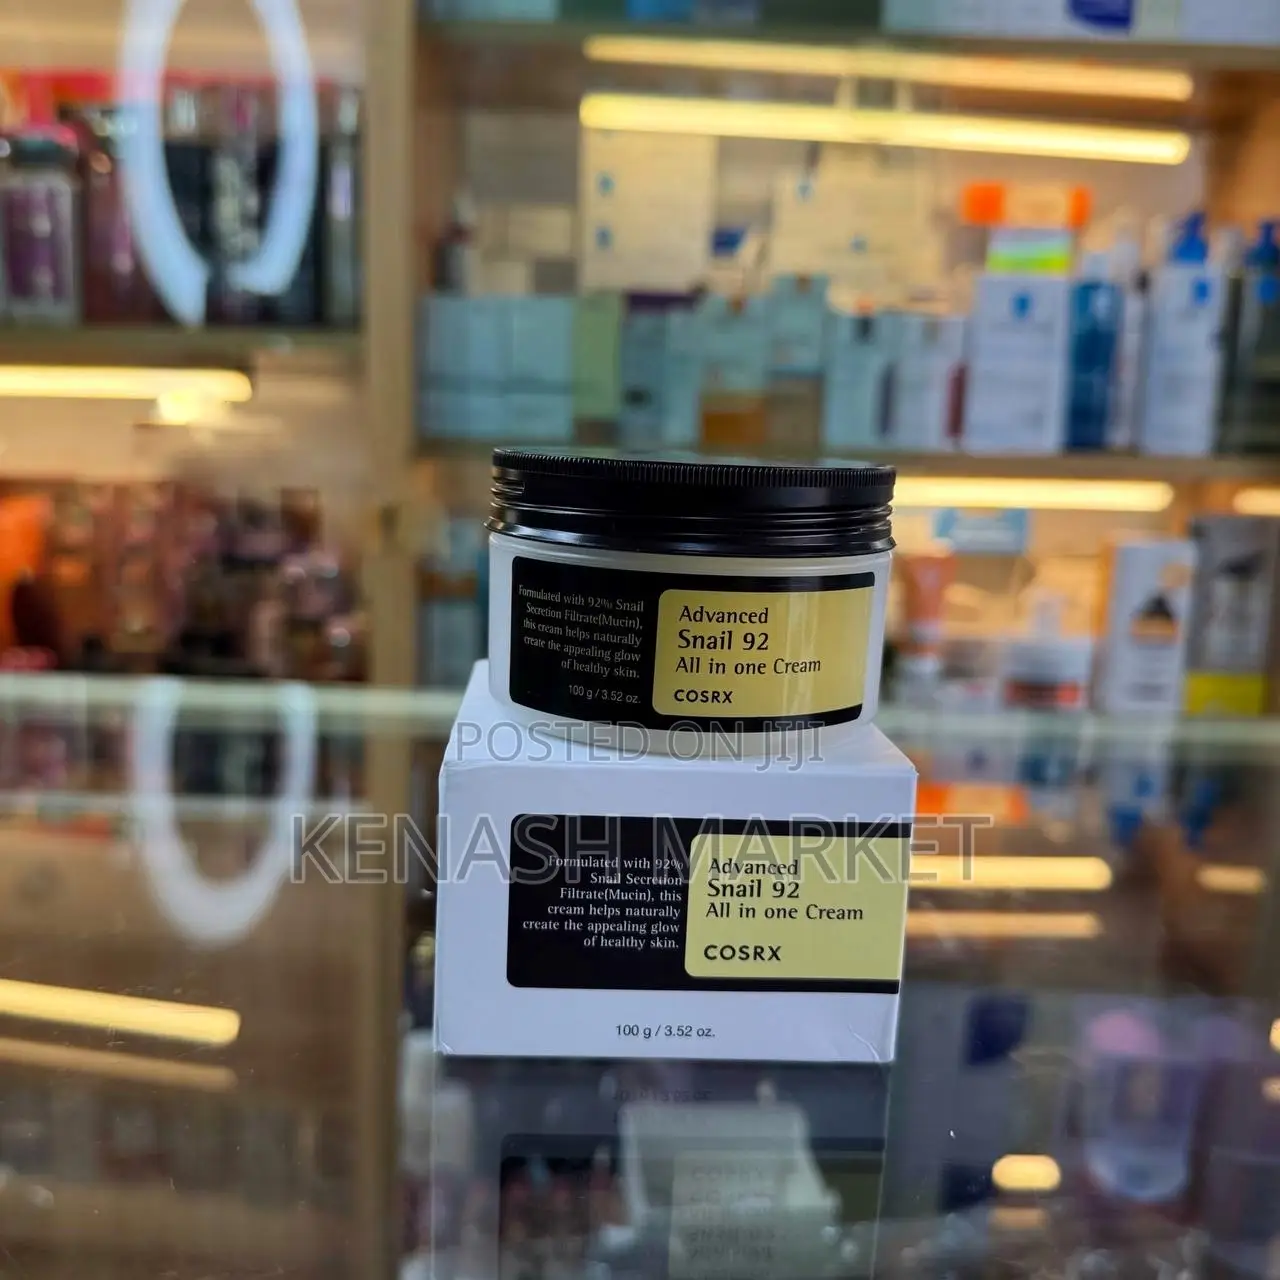 Formulated with 92% Snail
Secretion Filtrate(Mucin),
this cream helps naturally
create the appealing glow
of healthy skin.
100 g / 3.52 oz.
Advanced
Snail 92
All in one Cream
COSRX
POSTED ON JIJI
KENASH MARKET
Formulated with 92%
Snail Secretion
Filtrate(Mucin), this
cream helps naturally
create the appealing glow
of healthy skin.
Advanced
Snail 92
All in one Cream
COSRX
100 g / 3.52 oz.